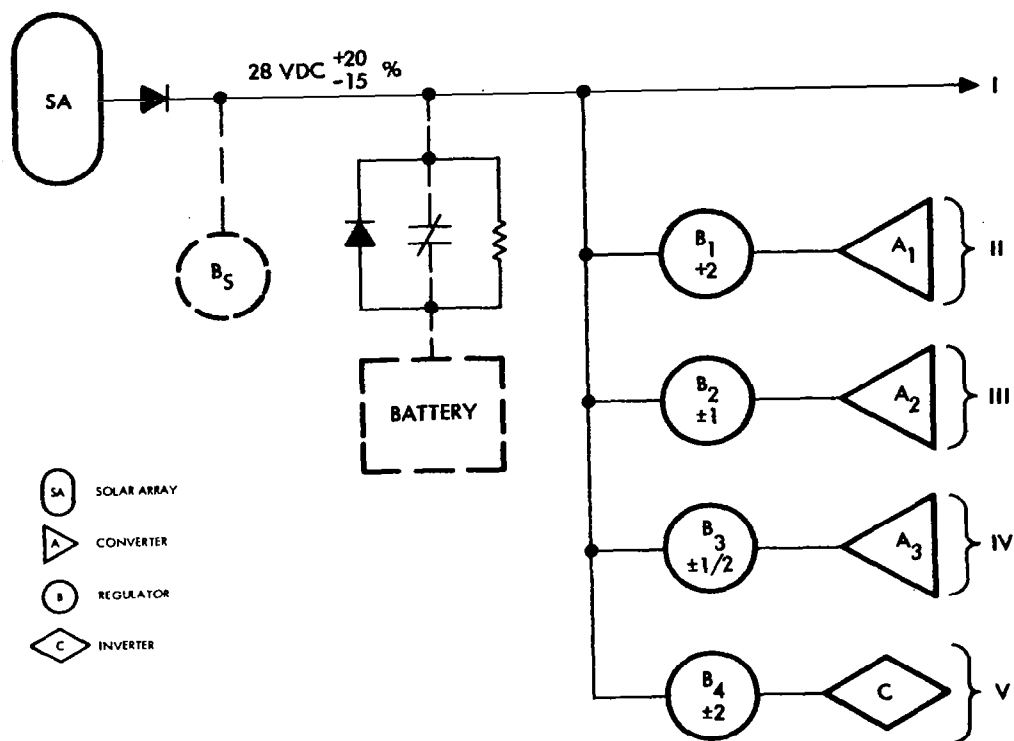 28 VDC +20 -15 %
I
SA
B1 +2
A1
II
BS
B2 ±1
A2
III
BATTERY
B3 ±1/2
A3
IV
B4 ±2
C
V
SA SOLAR ARRAY
A CONVERTER
B REGULATOR
C INVERTER